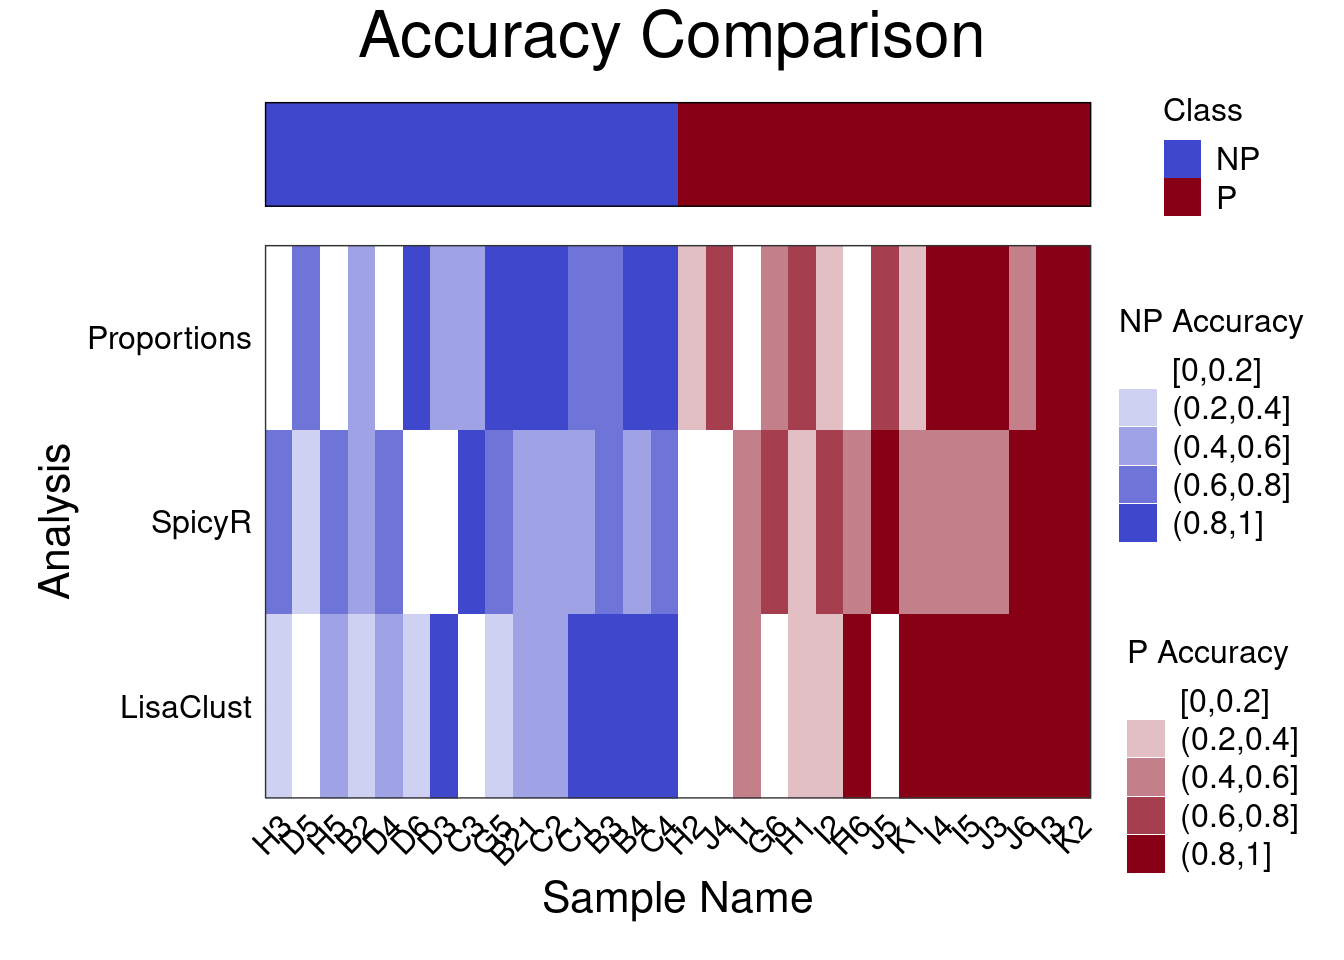 Accuracy Comparison
Class
NP
P
NP Accuracy
[0,0.2]
(0.2,0.4]
(0.4,0.6]
(0.6,0.8]
(0.8,1]
P Accuracy
[0,0.2]
(0.2,0.4]
(0.4,0.6]
(0.6,0.8]
(0.8,1]
Analysis
Proportions
SpicyR
LisaClust
H3 D5 H5 B2 D4 D6 D3 C3 G5 B21 C2 C1 B3 B4 C4 H2 J4 I1 G6 H1 I2 H6 J5 K1 I4 I5 J3 J6 I3 K2
Sample Name